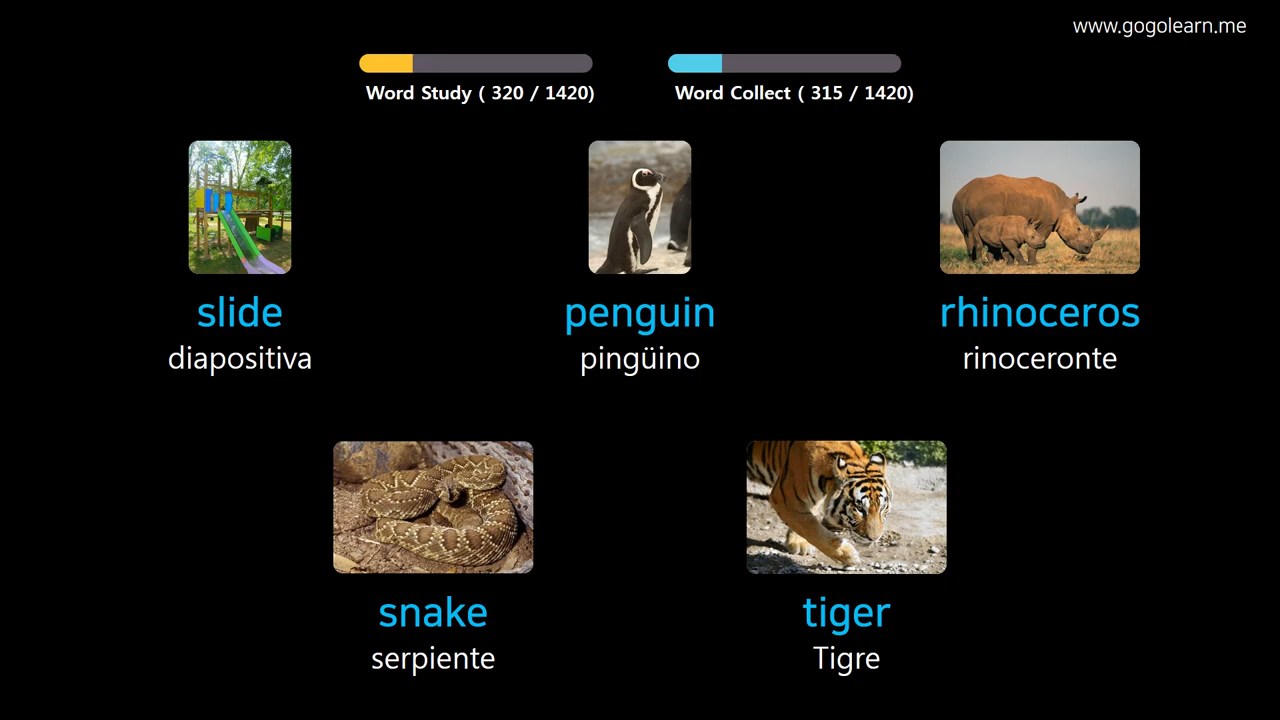 www.gogolearn.me
Word Study ( 320 / 1420)
Word Collect ( 315 / 1420)
slide
diapositiva
penguin
pingüino
rhinoceros
rinoceronte
snake
serpiente
tiger
Tigre